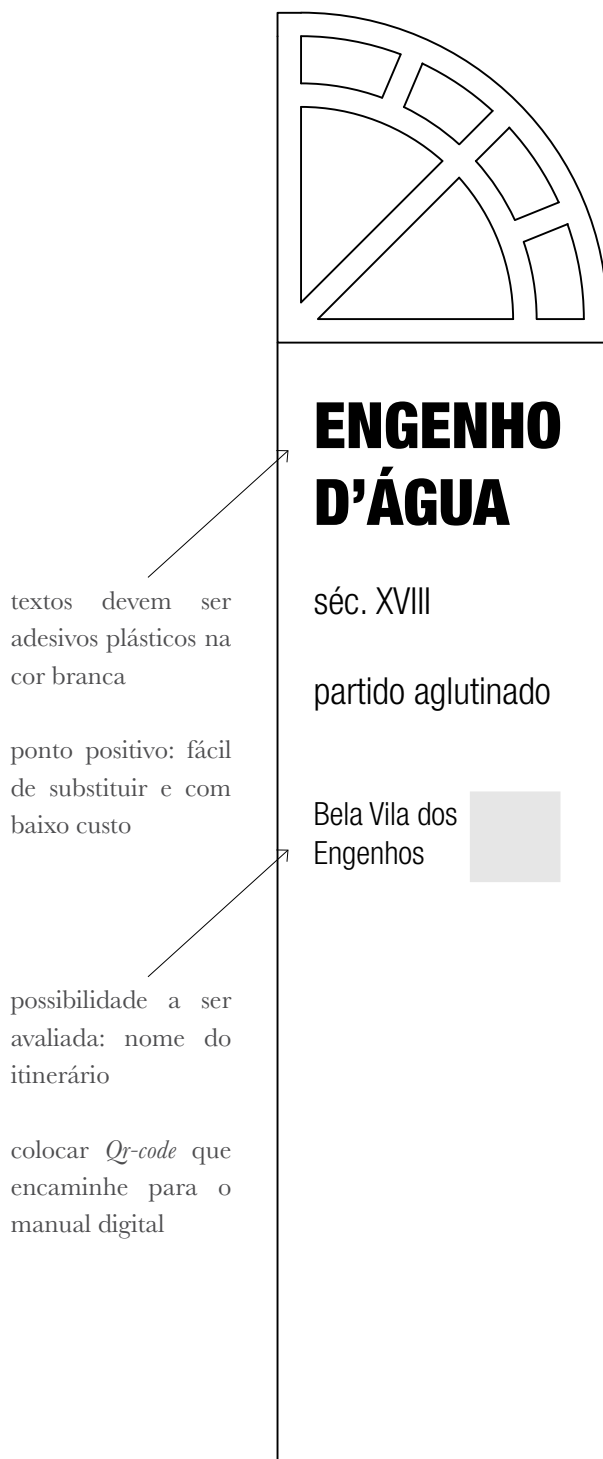 ENGENHO
D’ÁGUA
séc. XVIII
partido aglutinado
Bela Vila dos
Engenhos
textos devem ser
adesivos plásticos na
cor branca
ponto positivo: fácil
de substituir e com
baixo custo
possibilidade a ser
avaliada: nome do
itinerário
colocar Qr-code que
encaminhe para o
manual digital